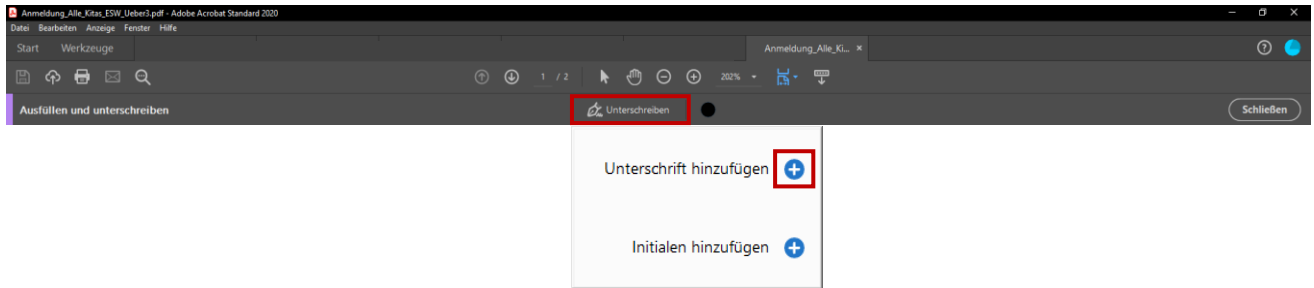 Anmeldung_Alle_Kitas_ESW_Ueber3.pdf - Adobe Acrobat Standard 2020
Datei Bearbeiten Anzeige Fenster Hilfe
Start Werkzeuge Anmeldung_Alle_Ki... ×
1 / 2 202%
Ausfüllen und unterschreiben Unterschreiben Schließen
Unterschrift hinzufügen
Initialen hinzufügen